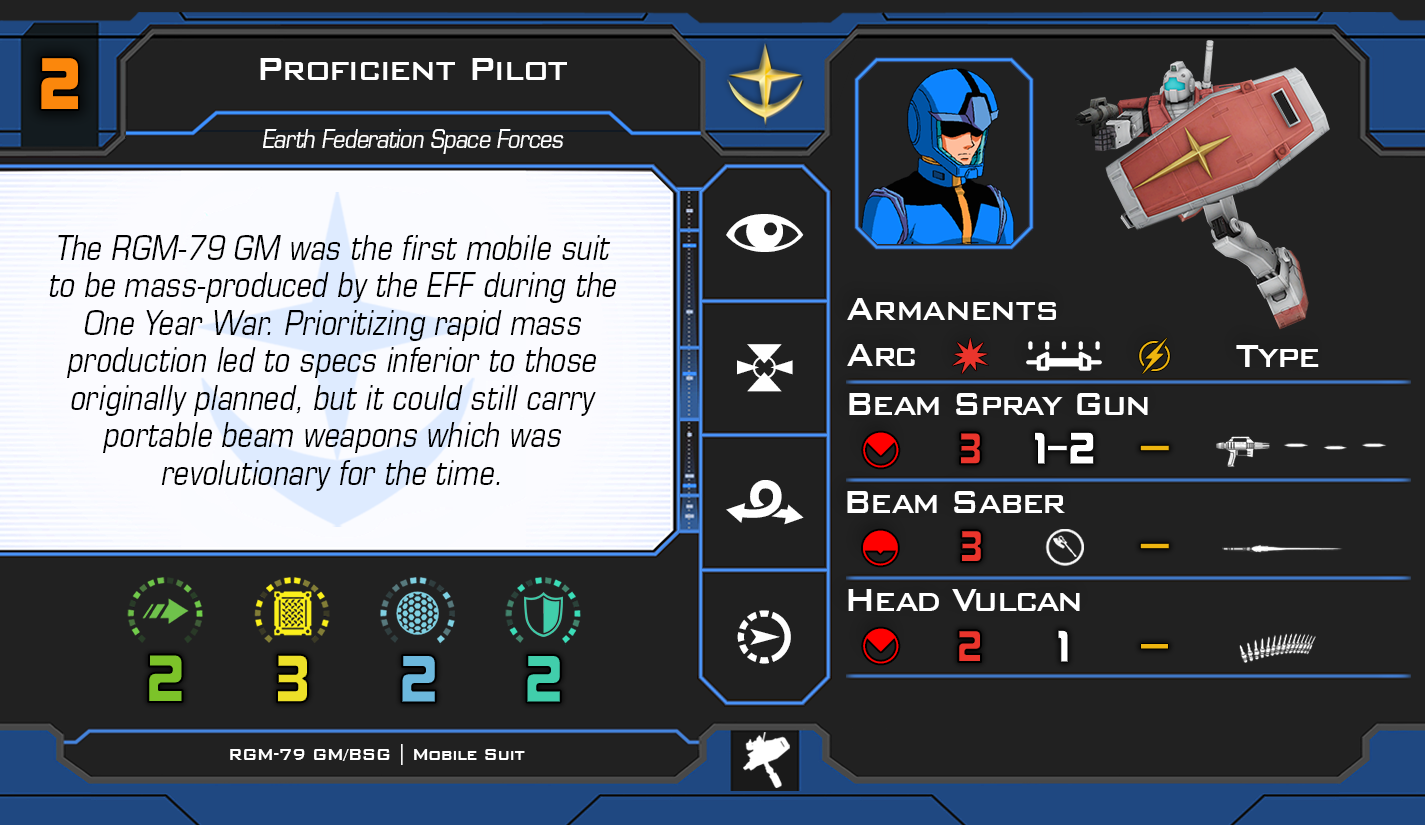 2
Proficient Pilot
Earth Federation Space Forces
The RGM-79 GM was the first mobile suit
to be mass-produced by the EFF during the
One Year War. Prioritizing rapid mass
production led to specs inferior to those
originally planned, but it could still carry
portable beam weapons which was
revolutionary for the time.
2 3 2 2
RGM-79 GM/BSG | Mobile Suit
Armanents
Arc Type
Beam Spray Gun
3 1-2 –
Beam Saber
3 –
Head Vulcan
2 1 –